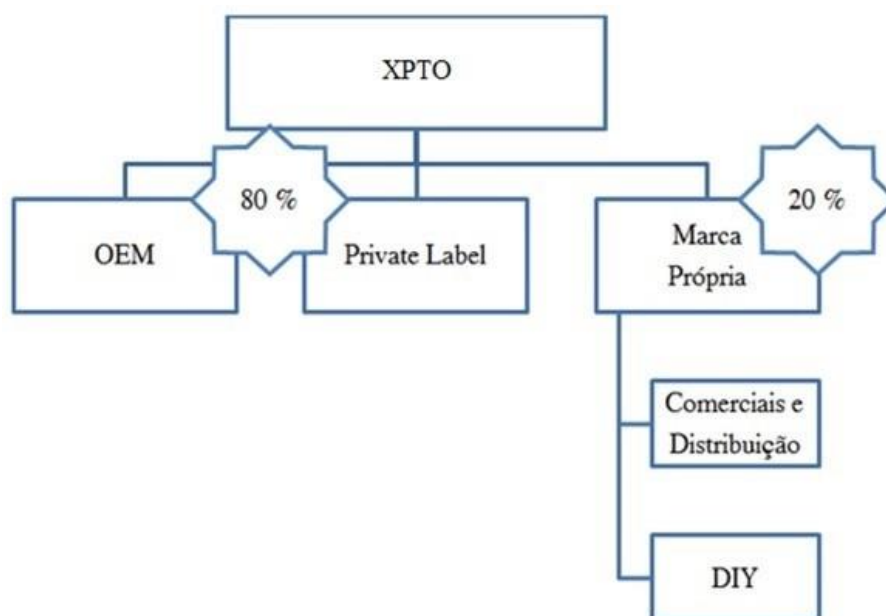 XPTO
80 %
20 %
OEM
Private Label
Marca
Própria
Comerciais e
Distribuição
DIY